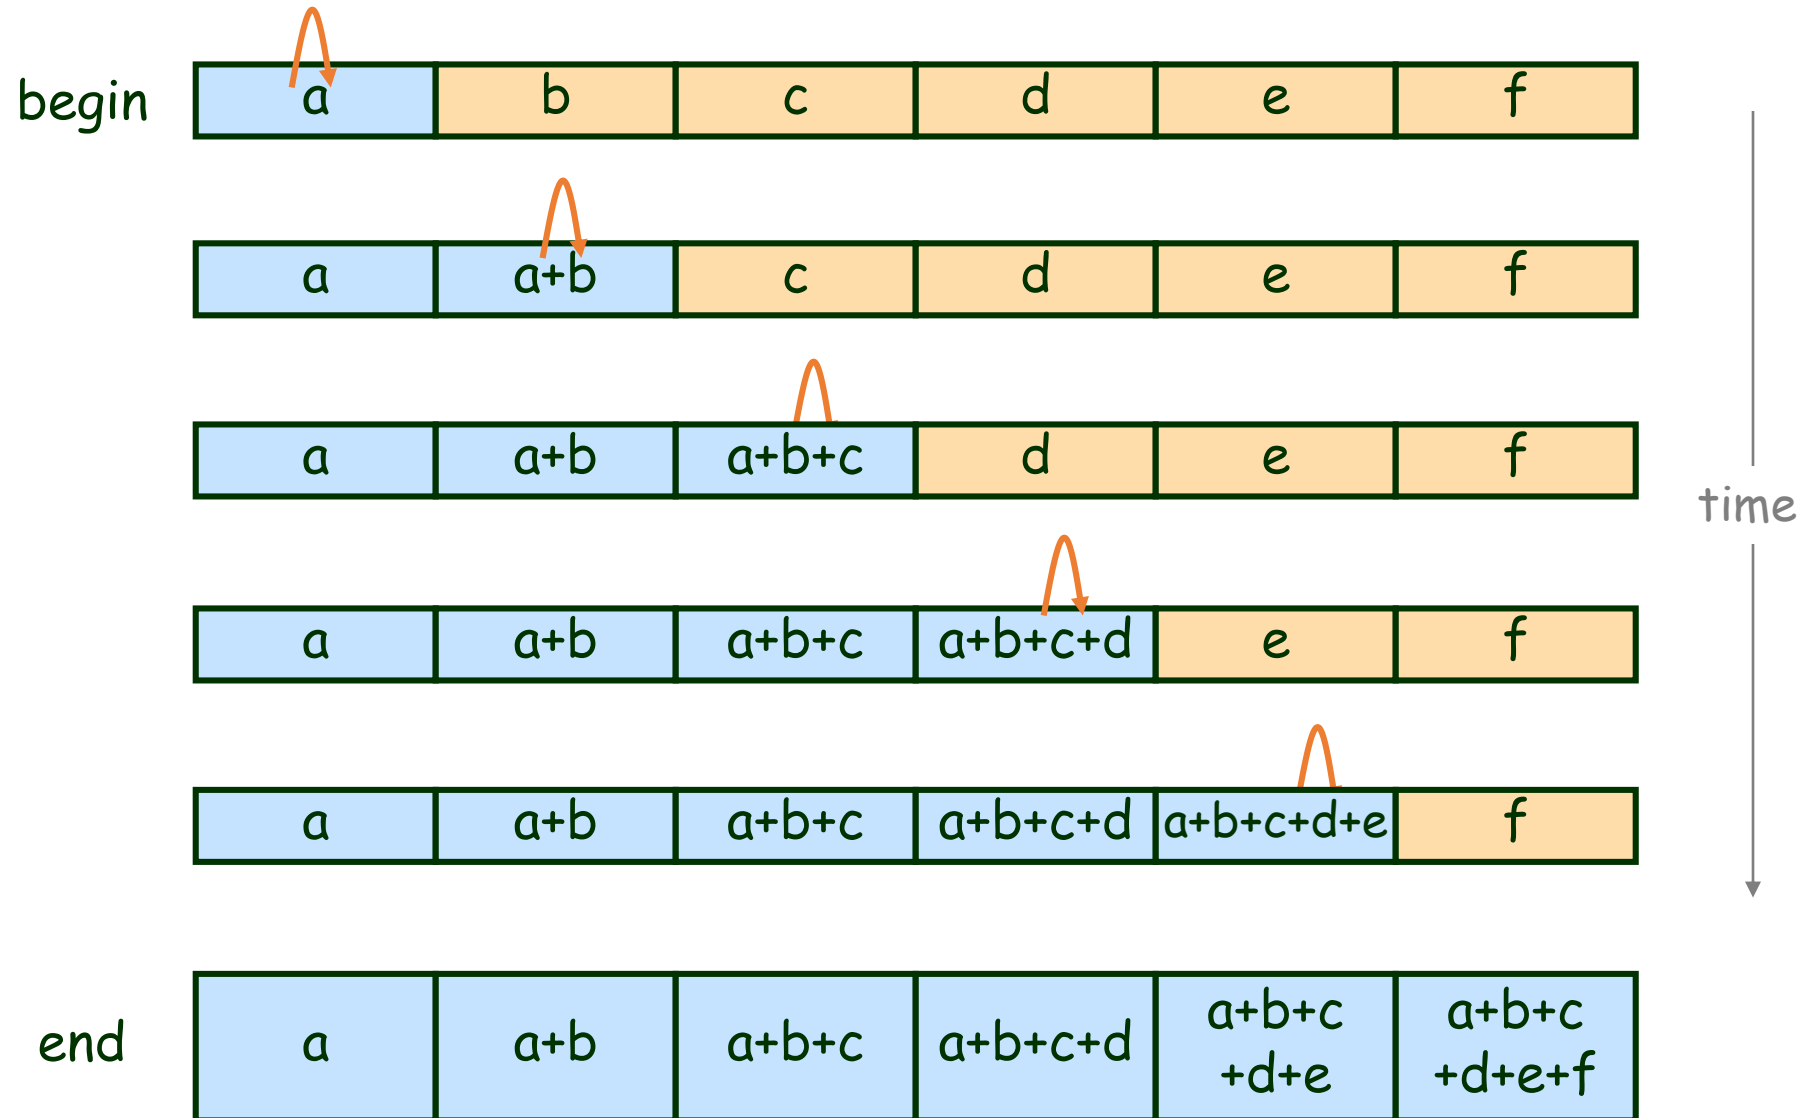 begin a b c d e f
a a+b c d e f
a a+b a+b+c d e f
time
a a+b a+b+c a+b+c+d e f
a a+b a+b+c a+b+c+d a+b+c+d+e f
end a a+b a+b+c a+b+c+d a+b+c +d+e a+b+c +d+e+f